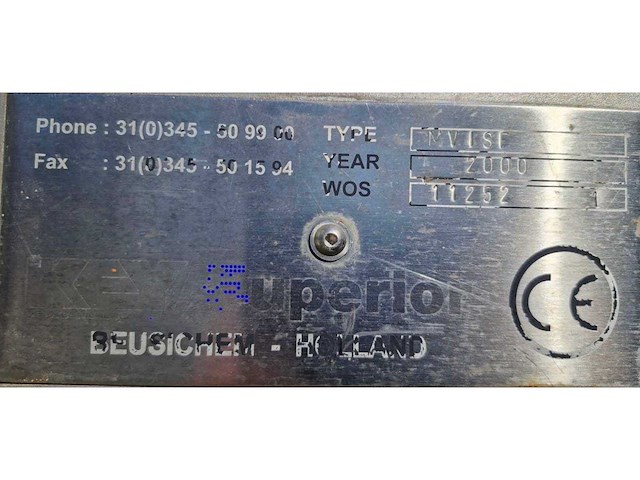 Phone : 31(0)345 - 50 99 00
Fax : 31(0)345 - 50 15 94
TYPE
YEAR 2000
WOS 11252
Superior
BEUSICHEM - HOLLAND
CE